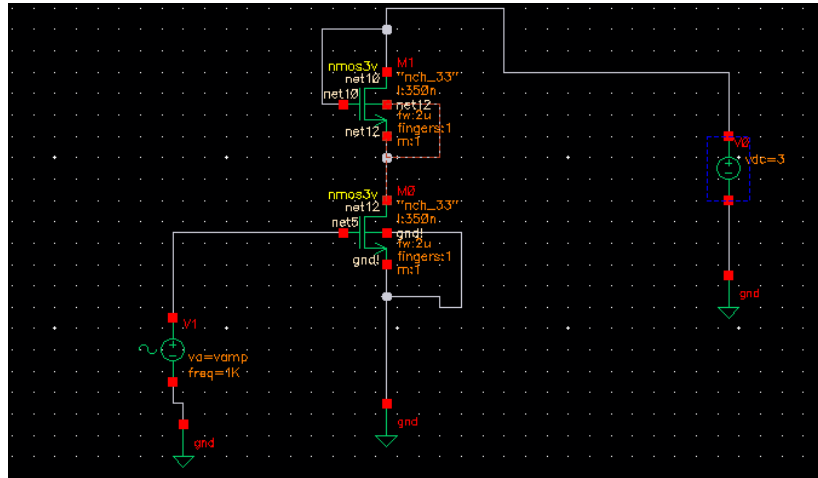 M1
nmos3v
"nch_33"
net10
l:350n
net10
net12
fw:2u
net12
fingers:1
m:1
V0
vdc=3
M0
nmos3v
"nch_33"
net12
l:350n
net5
gnd!
fw:2u
gnd!
fingers:1
m:1
gnd
V1
va=vamp
freq=1K
gnd
gnd